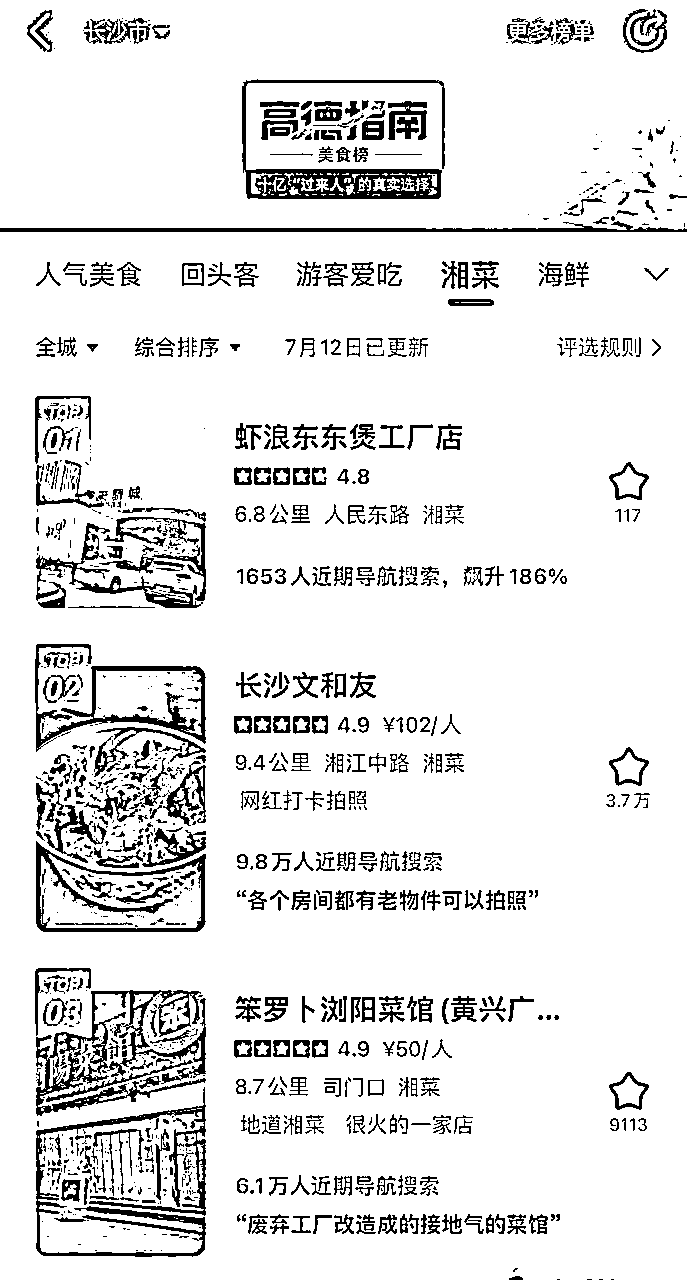 长沙市
更多榜单
高德指南
美食榜
十亿“过来人”的真实选择
人气美食 回头客 游客爱吃 湘菜 海鲜
全城 综合排序 7月12日已更新 评选规则
TOP
01
虾浪东东煲工厂店
4.8
6.8公里 人民东路 湘菜
117
1653人近期导航搜索，飙升186%
TOP
02
长沙文和友
4.9 ¥102/人
9.4公里 湘江中路 湘菜
网红打卡拍照
3.7万
9.8万人近期导航搜索
“各个房间都有老物件可以拍照”
TOP
03
笨罗卜浏阳菜馆(黄兴广...
4.9 ¥50/人
8.7公里 司门口 湘菜
地道湘菜 很火的一家店
9113
6.1万人近期导航搜索
“废弃工厂改造成的接地气的菜馆”